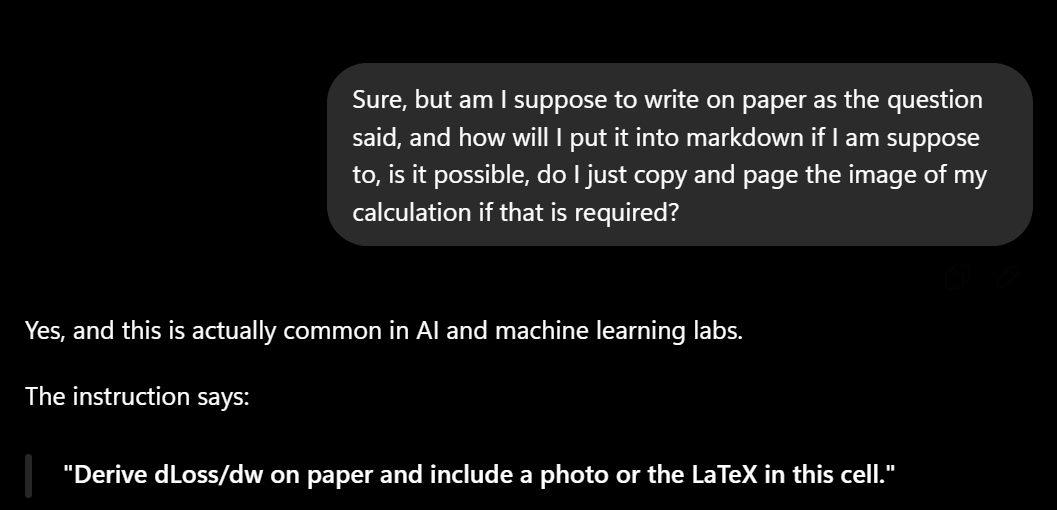 Sure, but am I suppose to write on paper as the question
said, and how will I put it into markdown if I am suppose
to, is it possible, do I just copy and page the image of my
calculation if that is required?
Yes, and this is actually common in AI and machine learning labs.
The instruction says:
"Derive dLoss/dw on paper and include a photo or the LaTeX in this cell."